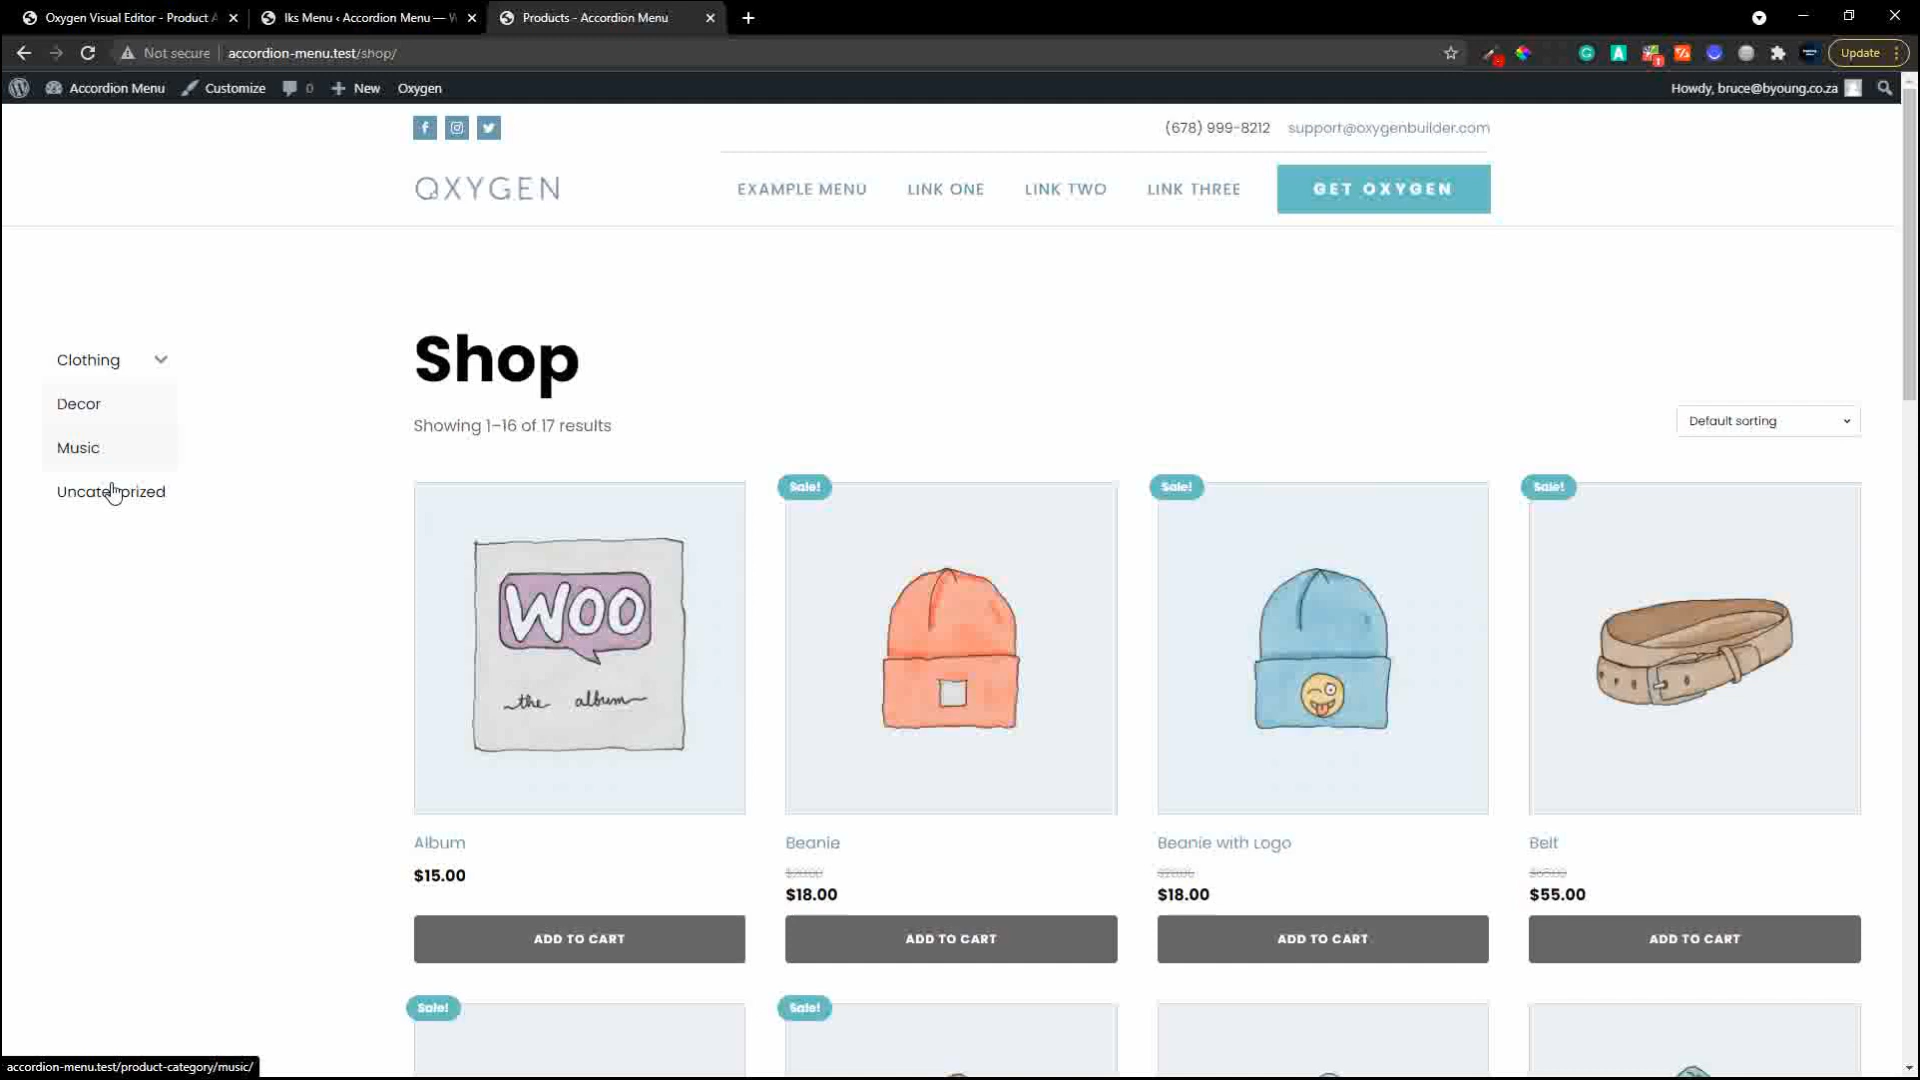 Oxygen Visual Editor - Product A
Iks Menu ‹ Accordion Menu — W
Products - Accordion Menu
Not secure
accordion-menu.test/shop/
Update
Accordion Menu
Customize
0
New
Oxygen
Howdy, bruce@byoung.co.za
(678) 999-8212
support@oxygenbuilder.com
OXYGEN
EXAMPLE MENU
LINK ONE
LINK TWO
LINK THREE
GET OXYGEN
Clothing
Decor
Music
Uncategorized
Shop
Showing 1–16 of 17 results
Default sorting
Sale!
Sale!
Sale!
WOO
the album
Album
Beanie
Beanie with Logo
Belt
$15.00
$18.00
$18.00
$55.00
ADD TO CART
ADD TO CART
ADD TO CART
ADD TO CART
Sale!
Sale!
accordion-menu.test/product-category/music/